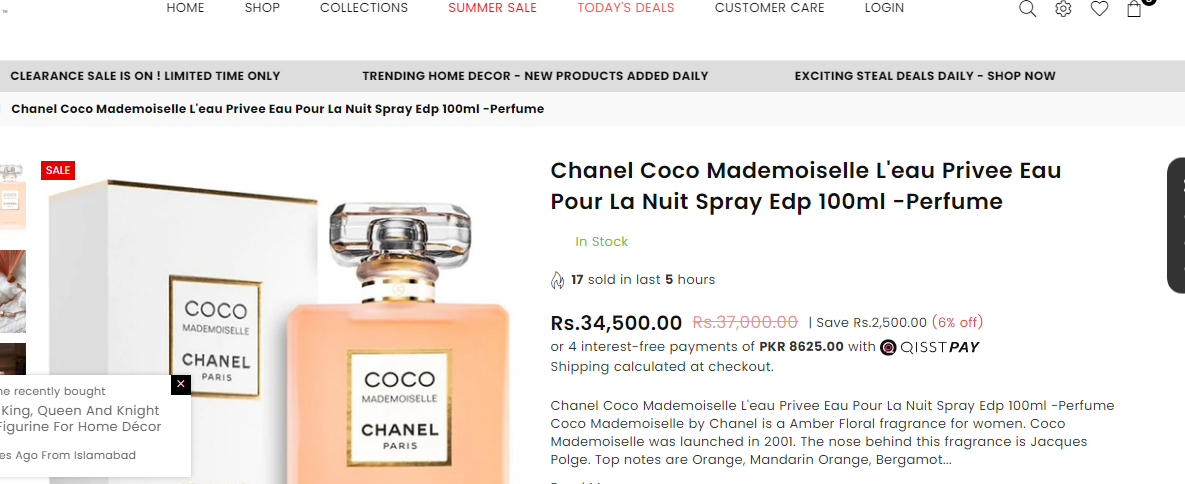 HOME SHOP COLLECTIONS SUMMER SALE TODAY'S DEALS CUSTOMER CARE LOGIN
CLEARANCE SALE IS ON ! LIMITED TIME ONLY TRENDING HOME DECOR - NEW PRODUCTS ADDED DAILY EXCITING STEAL DEALS DAILY - SHOP NOW
Chanel Coco Mademoiselle L'eau Privee Eau Pour La Nuit Spray Edp 100ml -Perfume
SALE
COCO
MADEMOISELLE
CHANEL
PARIS
COCO
MADEMOISELLE
CHANEL
PARIS
recently bought
King, Queen And Knight
Figurine For Home Décor
Ago From Islamabad
Chanel Coco Mademoiselle L'eau Privee Eau
Pour La Nuit Spray Edp 100ml -Perfume
In Stock
17 sold in last 5 hours
Rs.34,500.00 Rs.37,000.00 | Save Rs.2,500.00 (6% off)
or 4 interest-free payments of PKR 8625.00 with QISSTPAY
Shipping calculated at checkout.
Chanel Coco Mademoiselle L'eau Privee Eau Pour La Nuit Spray Edp 100ml -Perfume
Coco Mademoiselle by Chanel is a Amber Floral fragrance for women. Coco
Mademoiselle was launched in 2001. The nose behind this fragrance is Jacques
Polge. Top notes are Orange, Mandarin Orange, Bergamot...